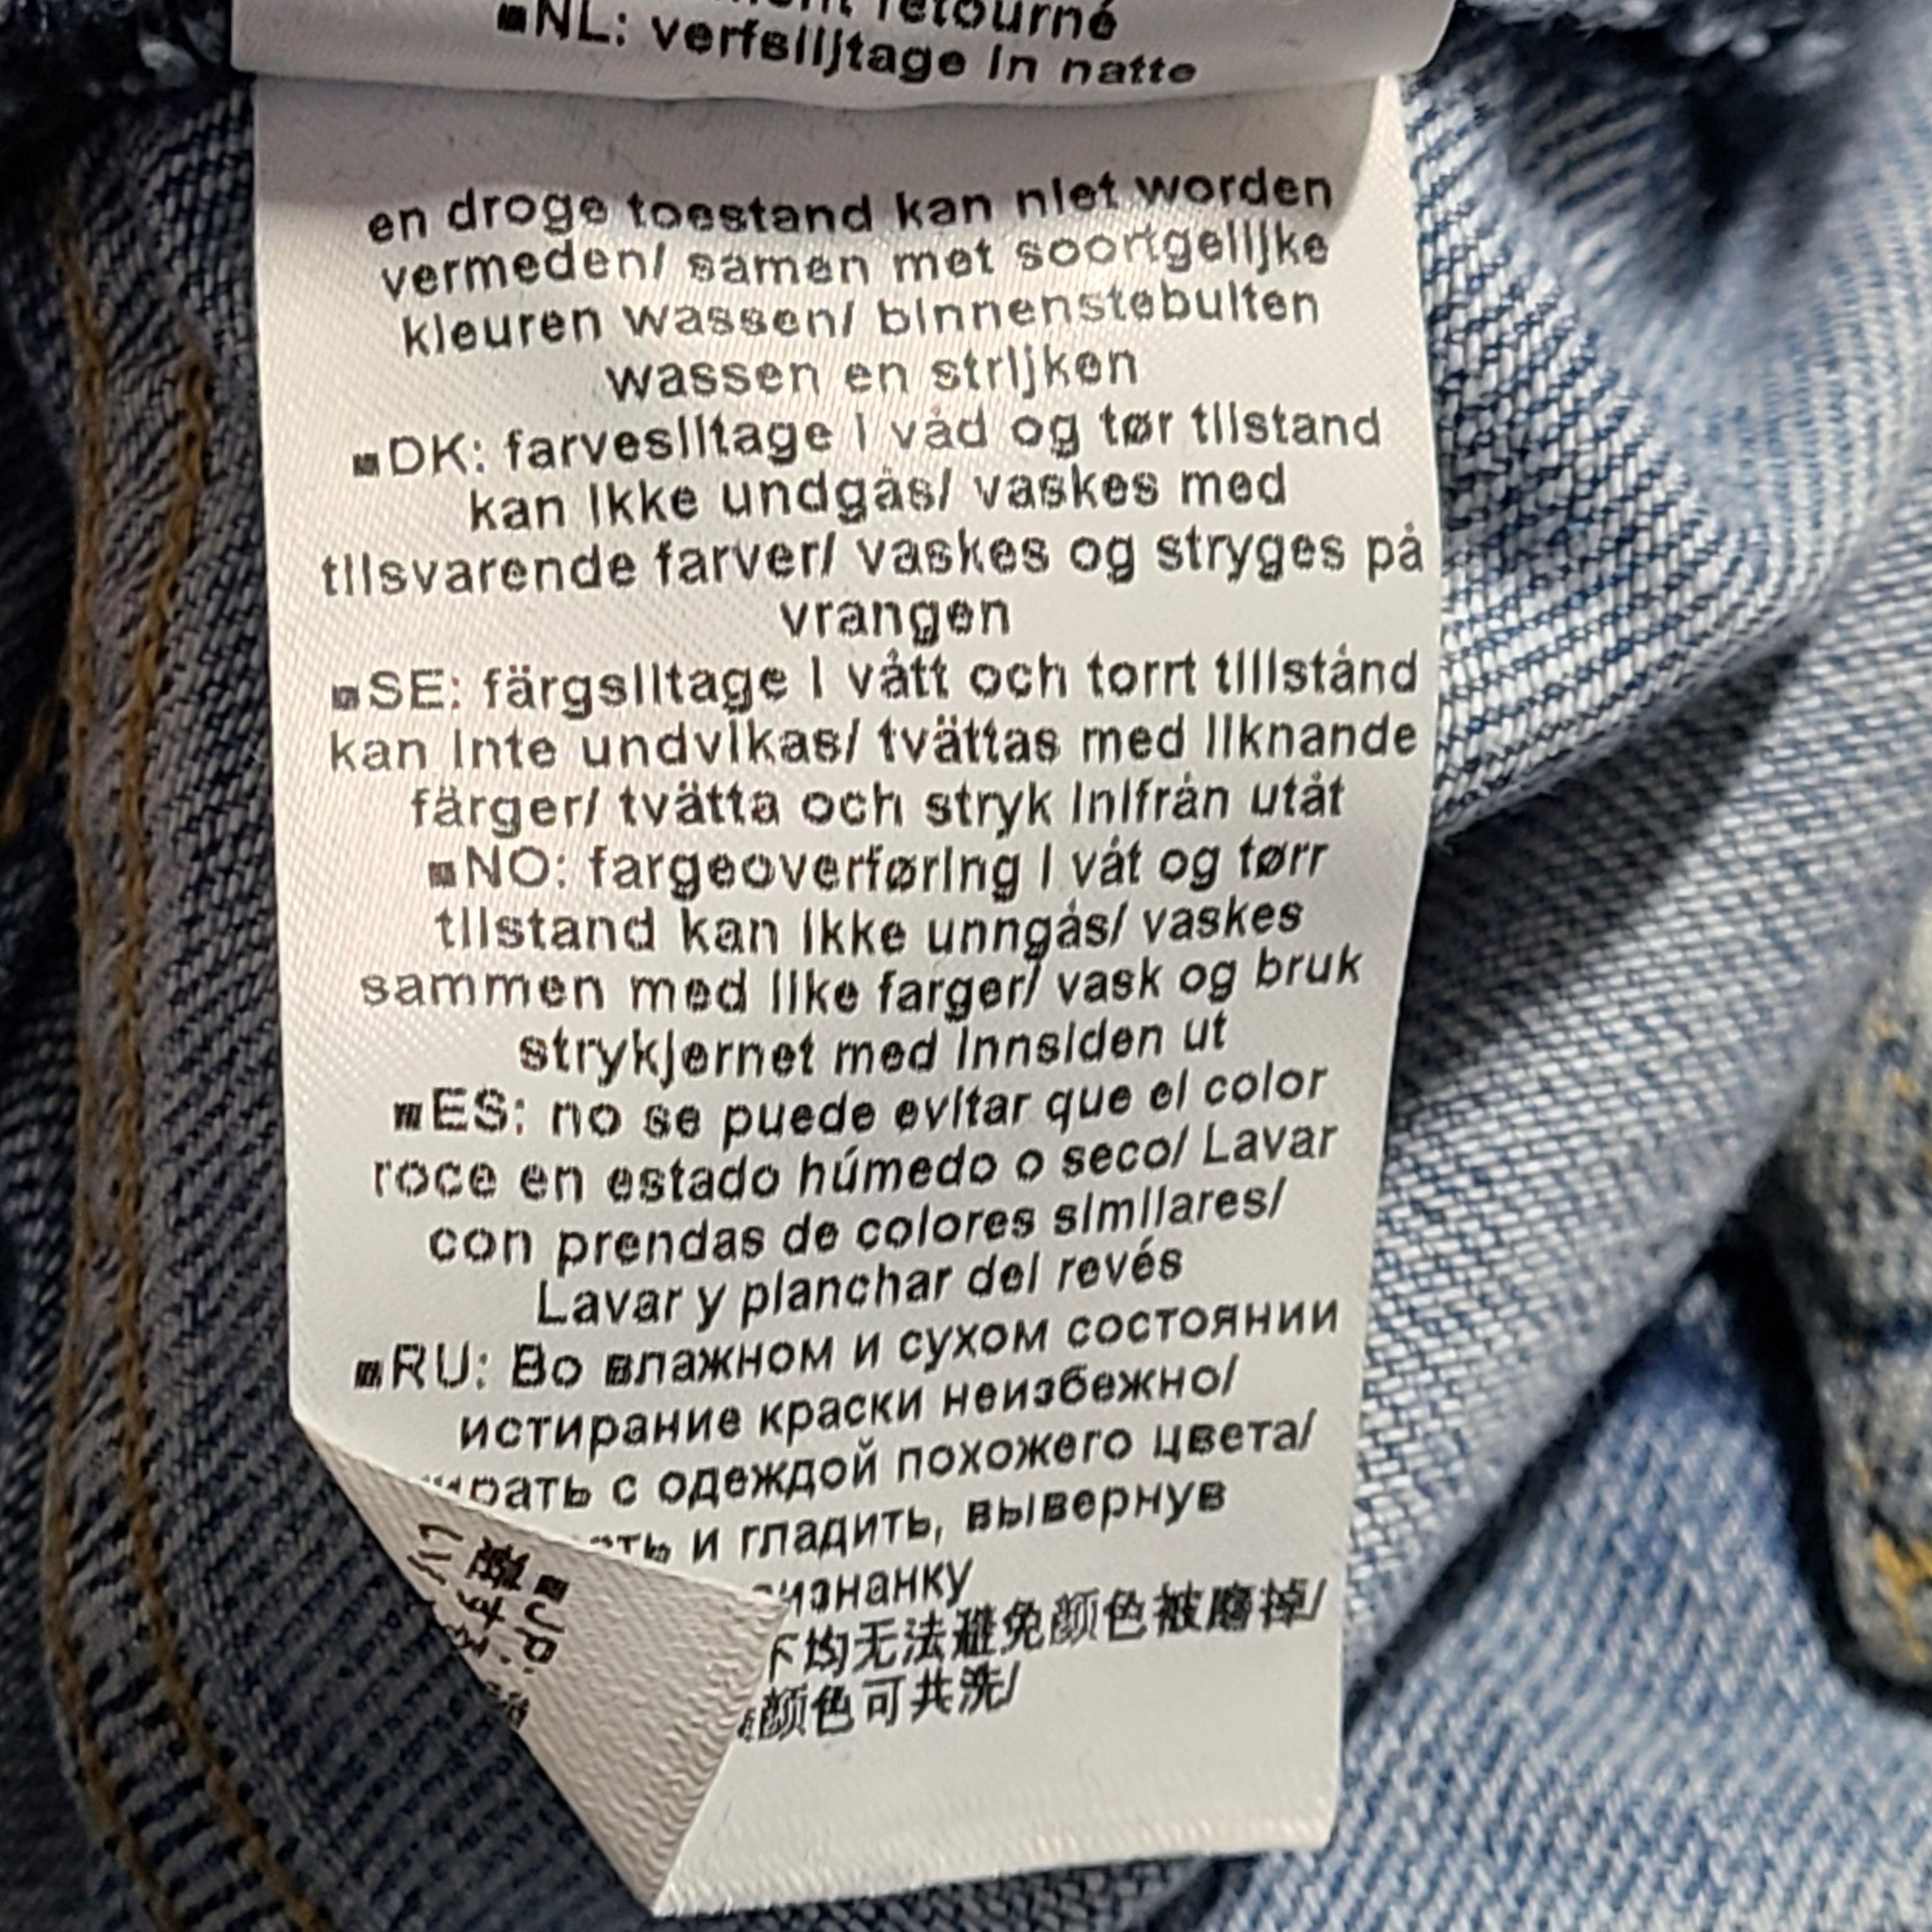 retourné
NL: verfslijtage in natte
en droge toestand kan niet worden
vermeden/ samen met soortgelijke
kleuren wassen/ binnenstebuiten
wassen en strijken
DK: farveslitage i våd og tør tilstand
kan ikke undgås/ vaskes med
tilsvarende farver/ vaskes og stryges på
vrangen
SE: färgslitage i vått och torrt tillstånd
kan inte undvikas/ tvättas med liknande
färger/ tvätta och stryk inifrån utåt
NO: fargeoverføring i våt og tørr
tilstand kan ikke unngås/ vaskes
sammen med like farger/ vask og bruk
strykjernet med innsiden ut
ES: no se puede evitar que el color
roce en estado húmedo o seco/ Lavar
con prendas de colores similares/
Lavar y planchar del revés
RU: Во влажном и сухом состоянии
истирание краски неизбежно/
с одеждой похожего цвета/
и гладить, вывернув
下均无法避免颜色被磨掉/
颜色可共洗/